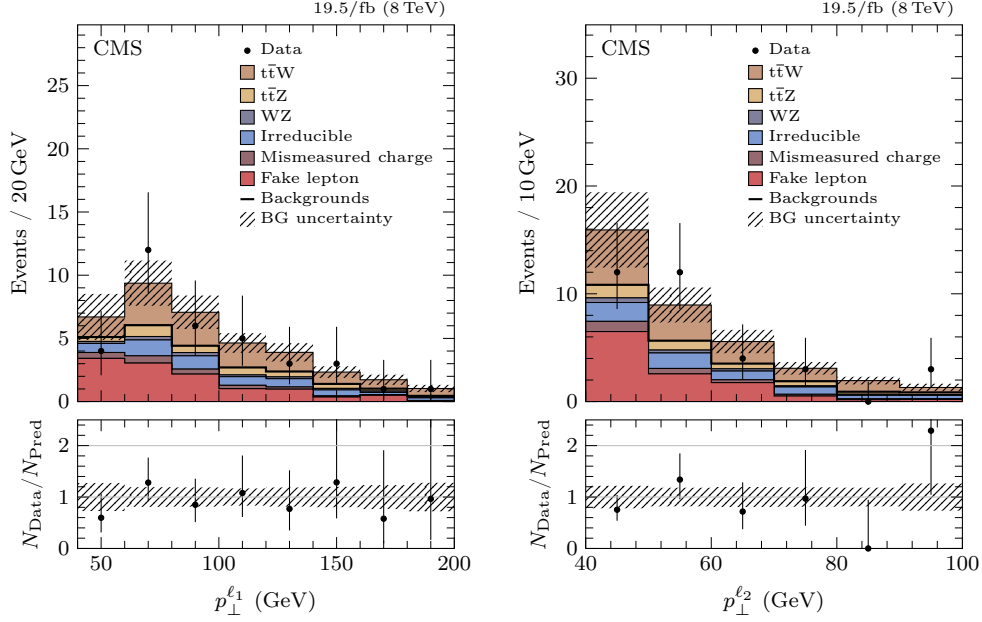 19.5/fb (8 TeV)
CMS
Data
tt̄W
tt̄Z
WZ
Irreducible
Mismeasured charge
Fake lepton
Backgrounds
BG uncertainty
Events / 20 GeV
25
20
15
10
5
0
N_Data/N_Pred
2
1
0
50 100 150 200
p_⊥^ℓ1 (GeV)
19.5/fb (8 TeV)
CMS
Data
tt̄W
tt̄Z
WZ
Irreducible
Mismeasured charge
Fake lepton
Backgrounds
BG uncertainty
Events / 10 GeV
30
20
10
0
N_Data/N_Pred
2
1
0
40 60 80 100
p_⊥^ℓ2 (GeV)